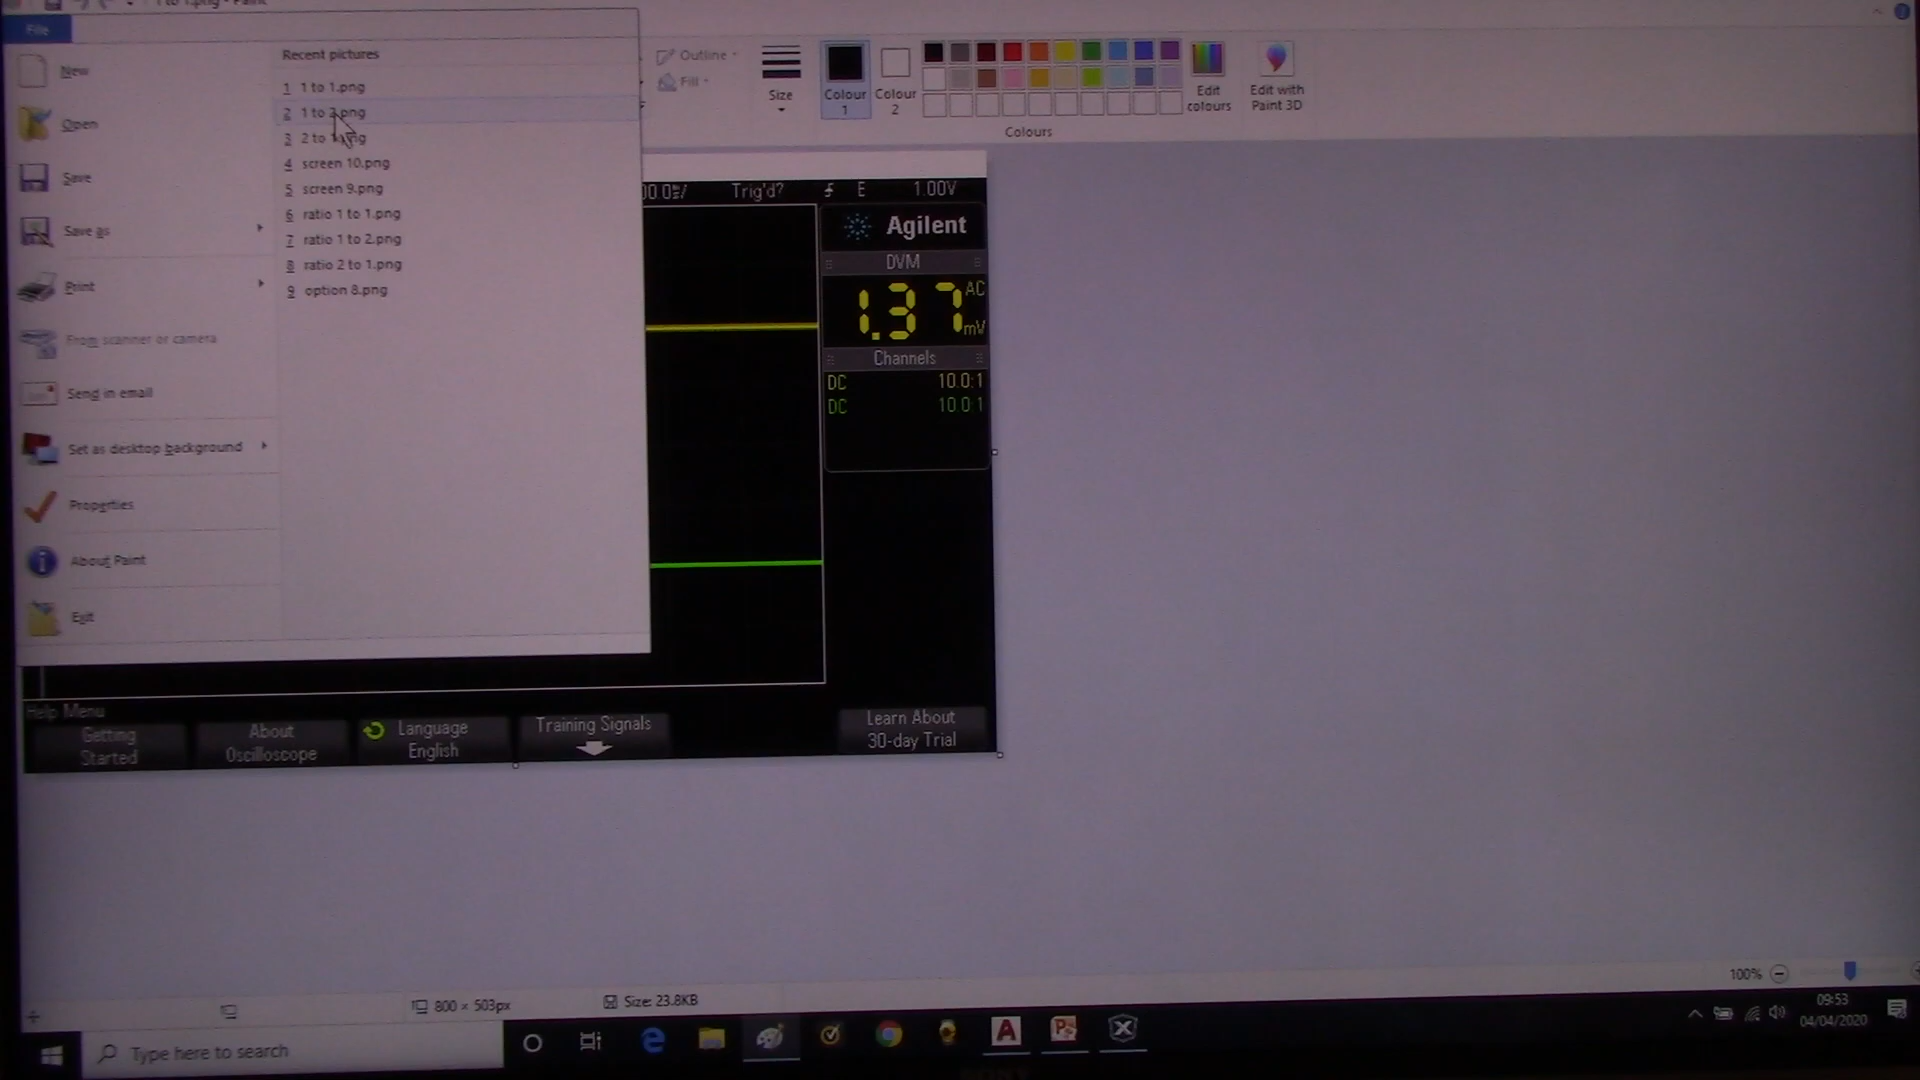 1 to 1.png - Paint
File
Recent pictures
New
1 1 to 1.png
2 1 to 2.png
Open
3 2 to 1.png
4 screen 10.png
Save
5 screen 9.png
6 ratio 1 to 1.png
Save as
7 ratio 1 to 2.png
8 ratio 2 to 1.png
Print
9 option 8.png
From scanner or camera
Send in email
Set as desktop background
Properties
About Paint
Exit
Outline
Fill
Size
Colour 1
Colour 2
Edit colours
Edit with Paint 3D
Colours
Trig'd? E 1.00V
Agilent
DVM
1.37 AC mV
Channels
DC 10.0:1
DC 10.0:1
Help Menu
Getting Started
About Oscilloscope
Language English
Training Signals
Learn About 30-day Trial
100%
800 × 503px
Size: 23.8KB
Type here to search
09:53
04/04/2020
SONY